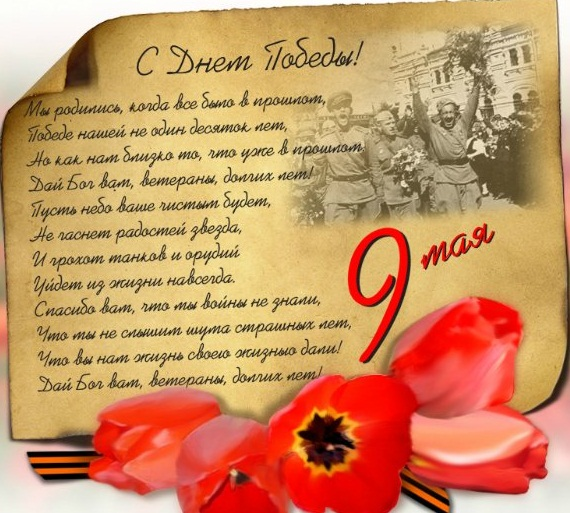 С Днем Победы!
Мы родились, когда все было в прошлом,
Победе нашей не один десяток лет,
Но как нам близко то, что уже в прошлом
Дай Бог вам, ветераны, долгих лет!
Пусть небо ваше чистым будет,
Не гаснет радостей звезда,
И грохот танков и орудий
Уйдет из жизни навсегда.
Спасибо вам, что мы войны не знали,
Что мы не слышим шума страшных лет,
Что вы нам жизнь своею жизнью дали!
Дай Бог вам, ветераны, долгих лет!
9 мая